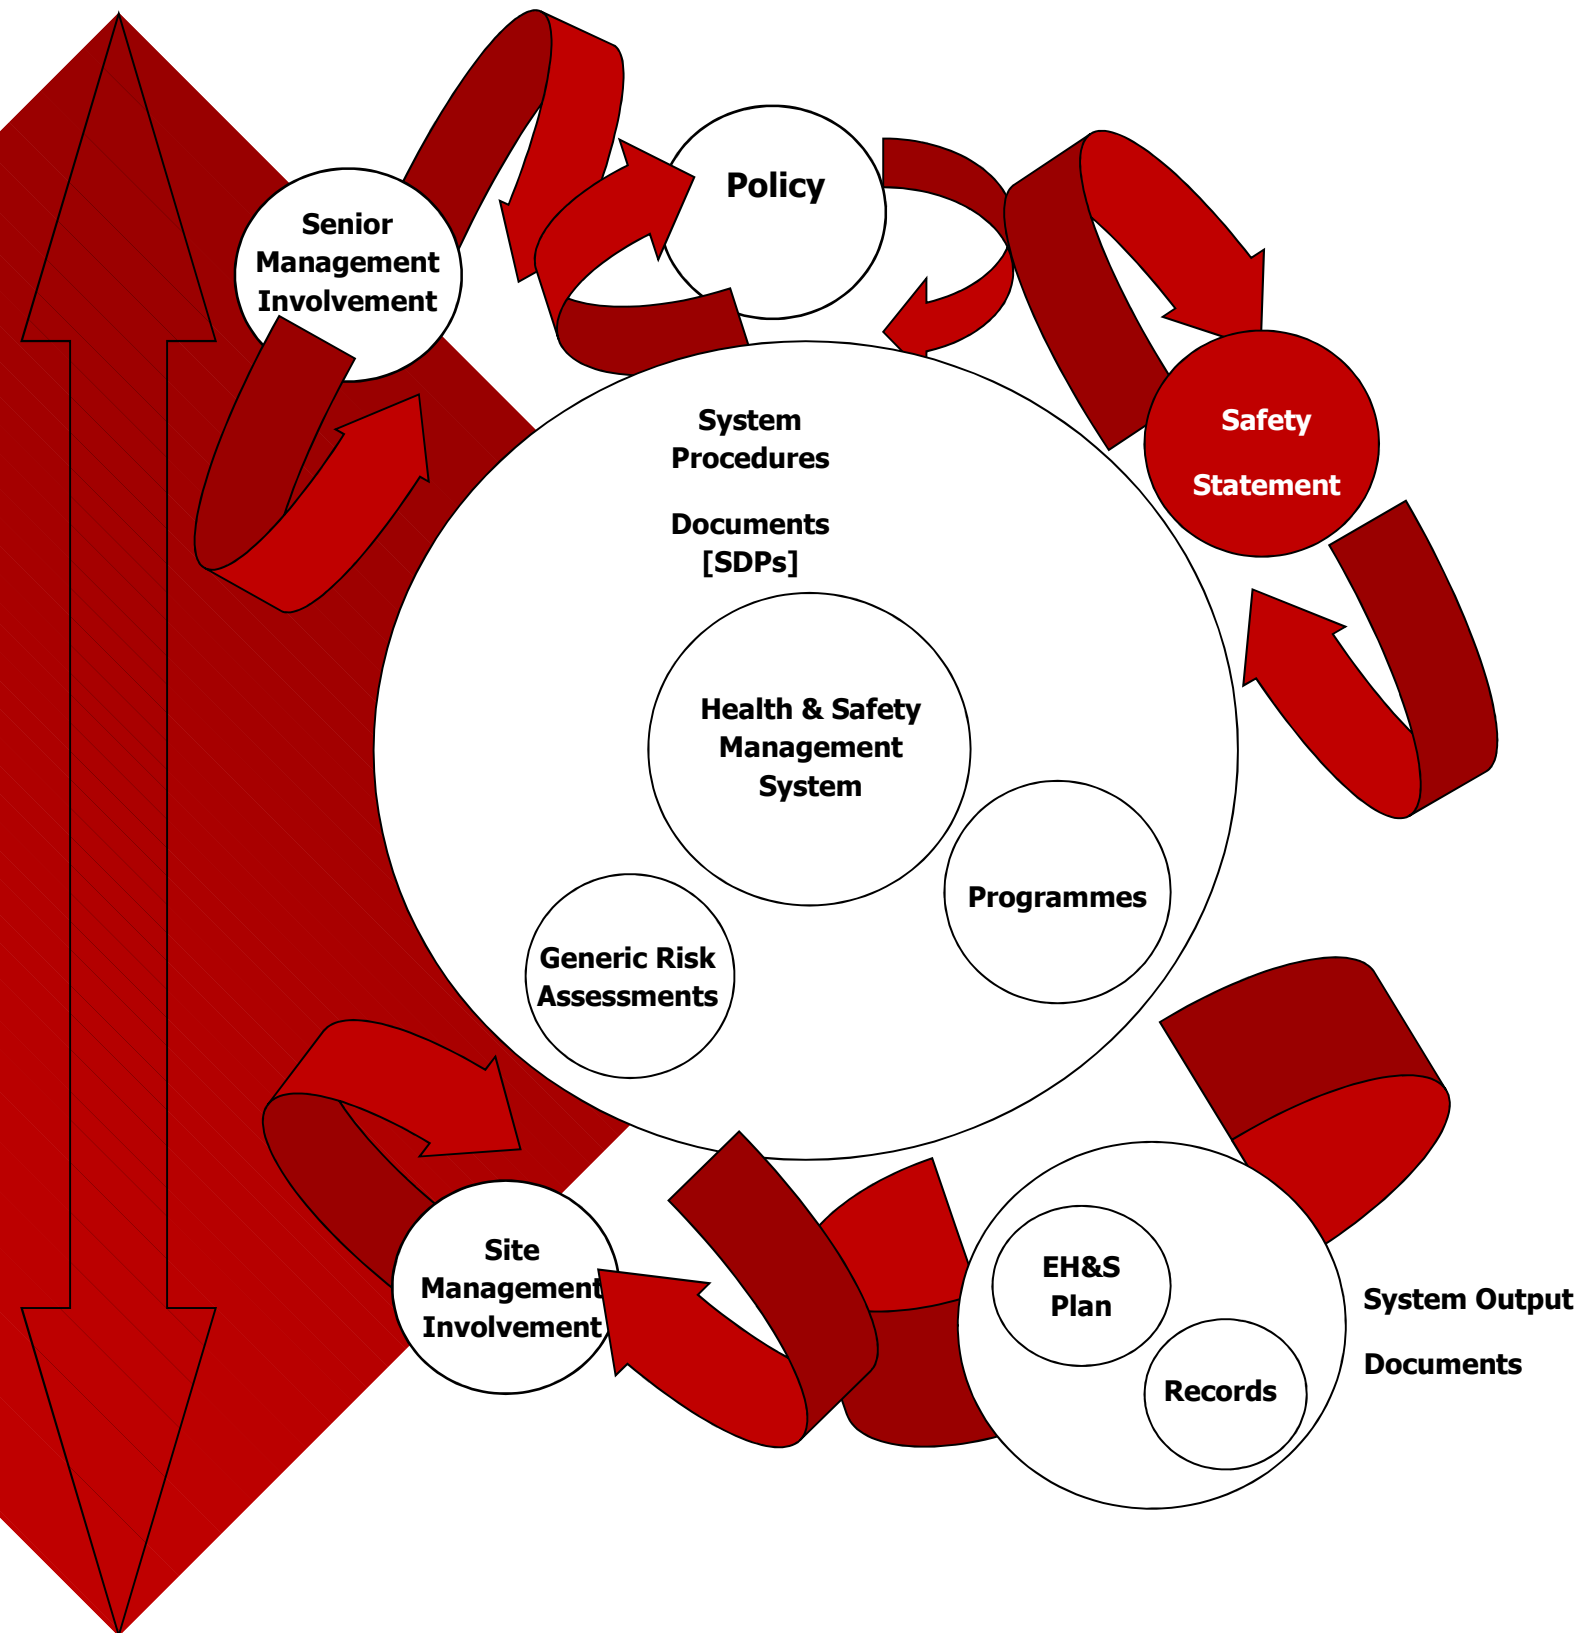 Policy
Senior
Management
Involvement
System
Procedures
Documents
[SDPs]
Safety
Statement
Health & Safety
Management
System
Programmes
Generic Risk
Assessments
Site
Management
Involvement
EH&S
Plan
Records
System Output
Documents